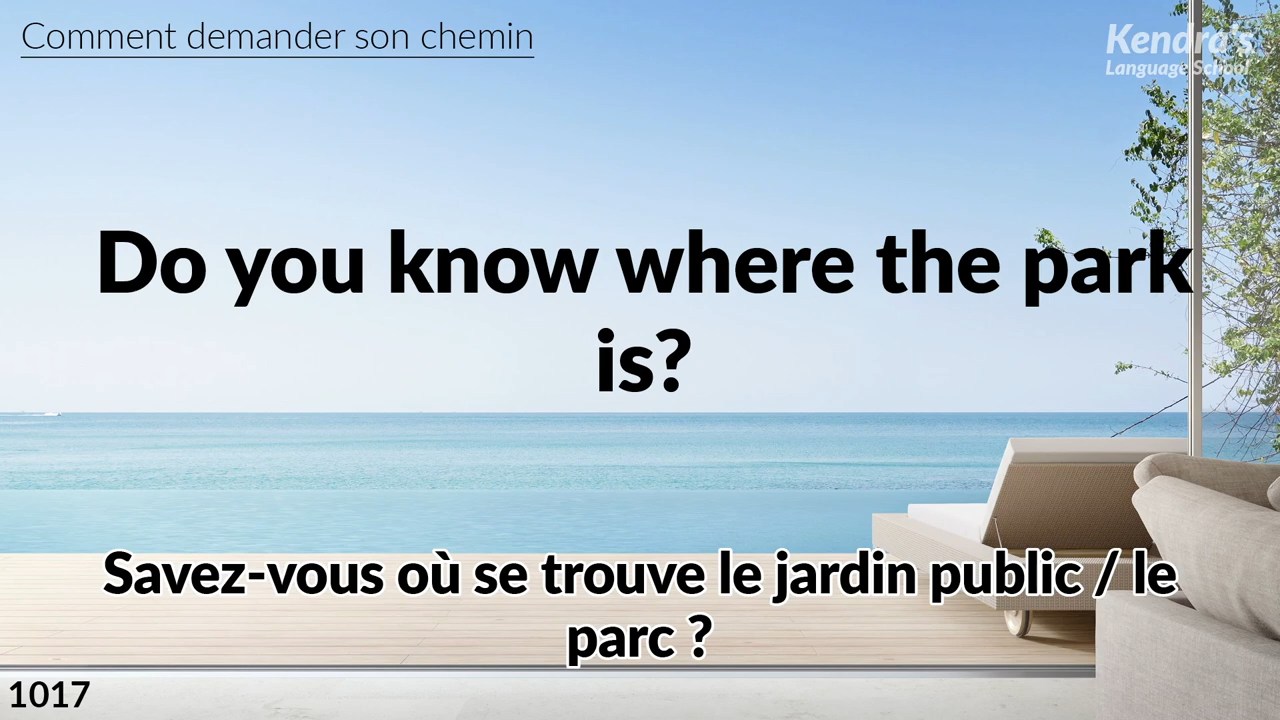 Comment demander son chemin
Kendra's
Language School
Do you know where the park
is?
Savez-vous où se trouve le jardin public / le
parc ?
1017